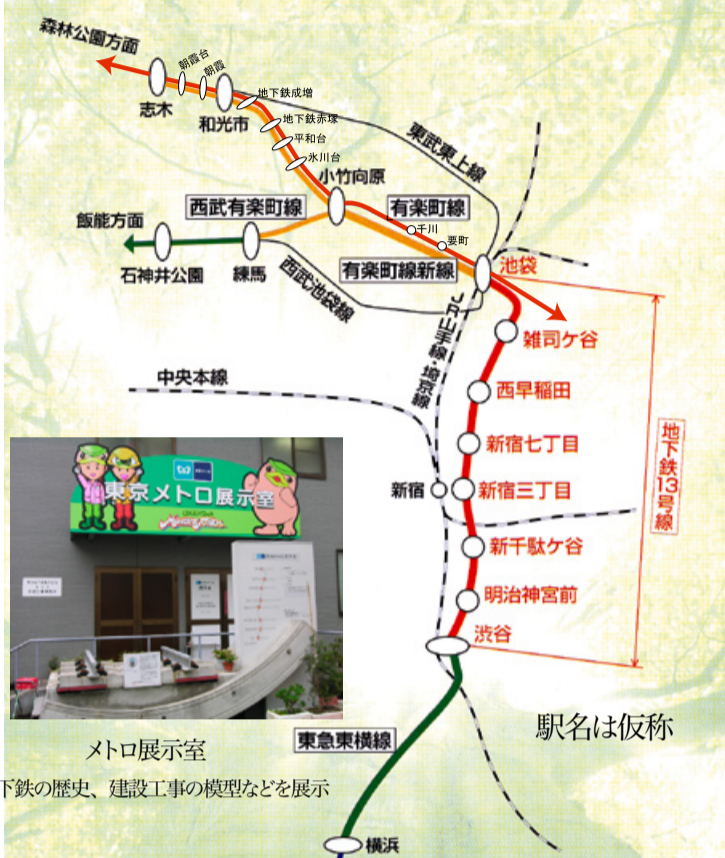 森林公園方面
朝霞台
朝霞
志木
和光市
地下鉄成増
地下鉄赤塚
平和台
氷川台
東武東上線
小竹向原
西武有楽町線
有楽町線
飯能方面
千川
要町
石神井公園
練馬
西武池袋線
有楽町線新線
池袋
JR山手線・埼京線
雑司ケ谷
中央本線
西早稲田
新宿七丁目
地下鉄13号線
新宿
新宿三丁目
東京メトロ展示室
新千駄ケ谷
明治神宮前
渋谷
駅名は仮称
東急東横線
メトロ展示室
下鉄の歴史、建設工事の模型などを展示
横浜